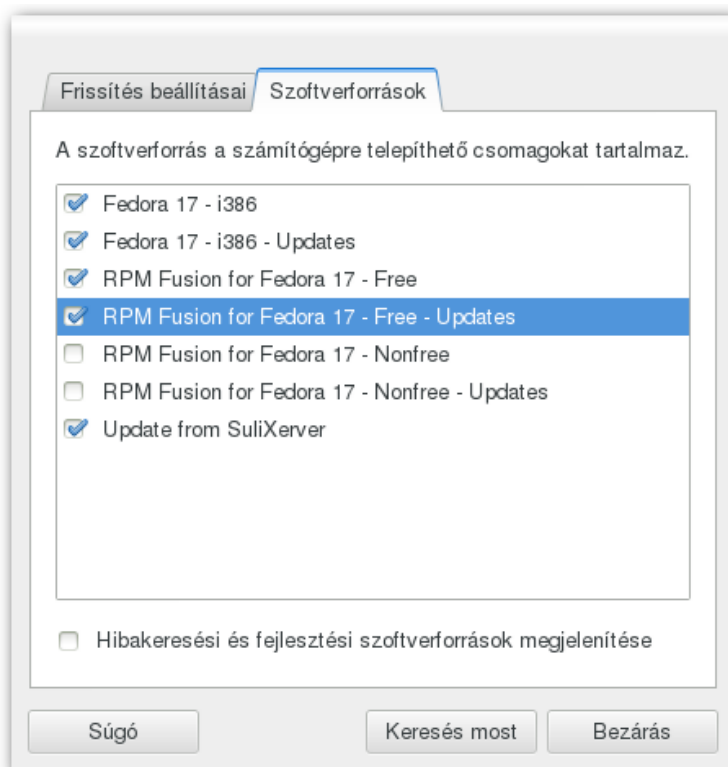 Frissítés beállításai
Szoftverforrások
A szoftverforrás a számítógépre telepíthető csomagokat tartalmaz.
Fedora 17 - i386
Fedora 17 - i386 - Updates
RPM Fusion for Fedora 17 - Free
RPM Fusion for Fedora 17 - Free - Updates
RPM Fusion for Fedora 17 - Nonfree
RPM Fusion for Fedora 17 - Nonfree - Updates
Update from SuliXerver
Hibakeresési és fejlesztési szoftverforrások megjelenítése
Súgó
Keresés most
Bezárás